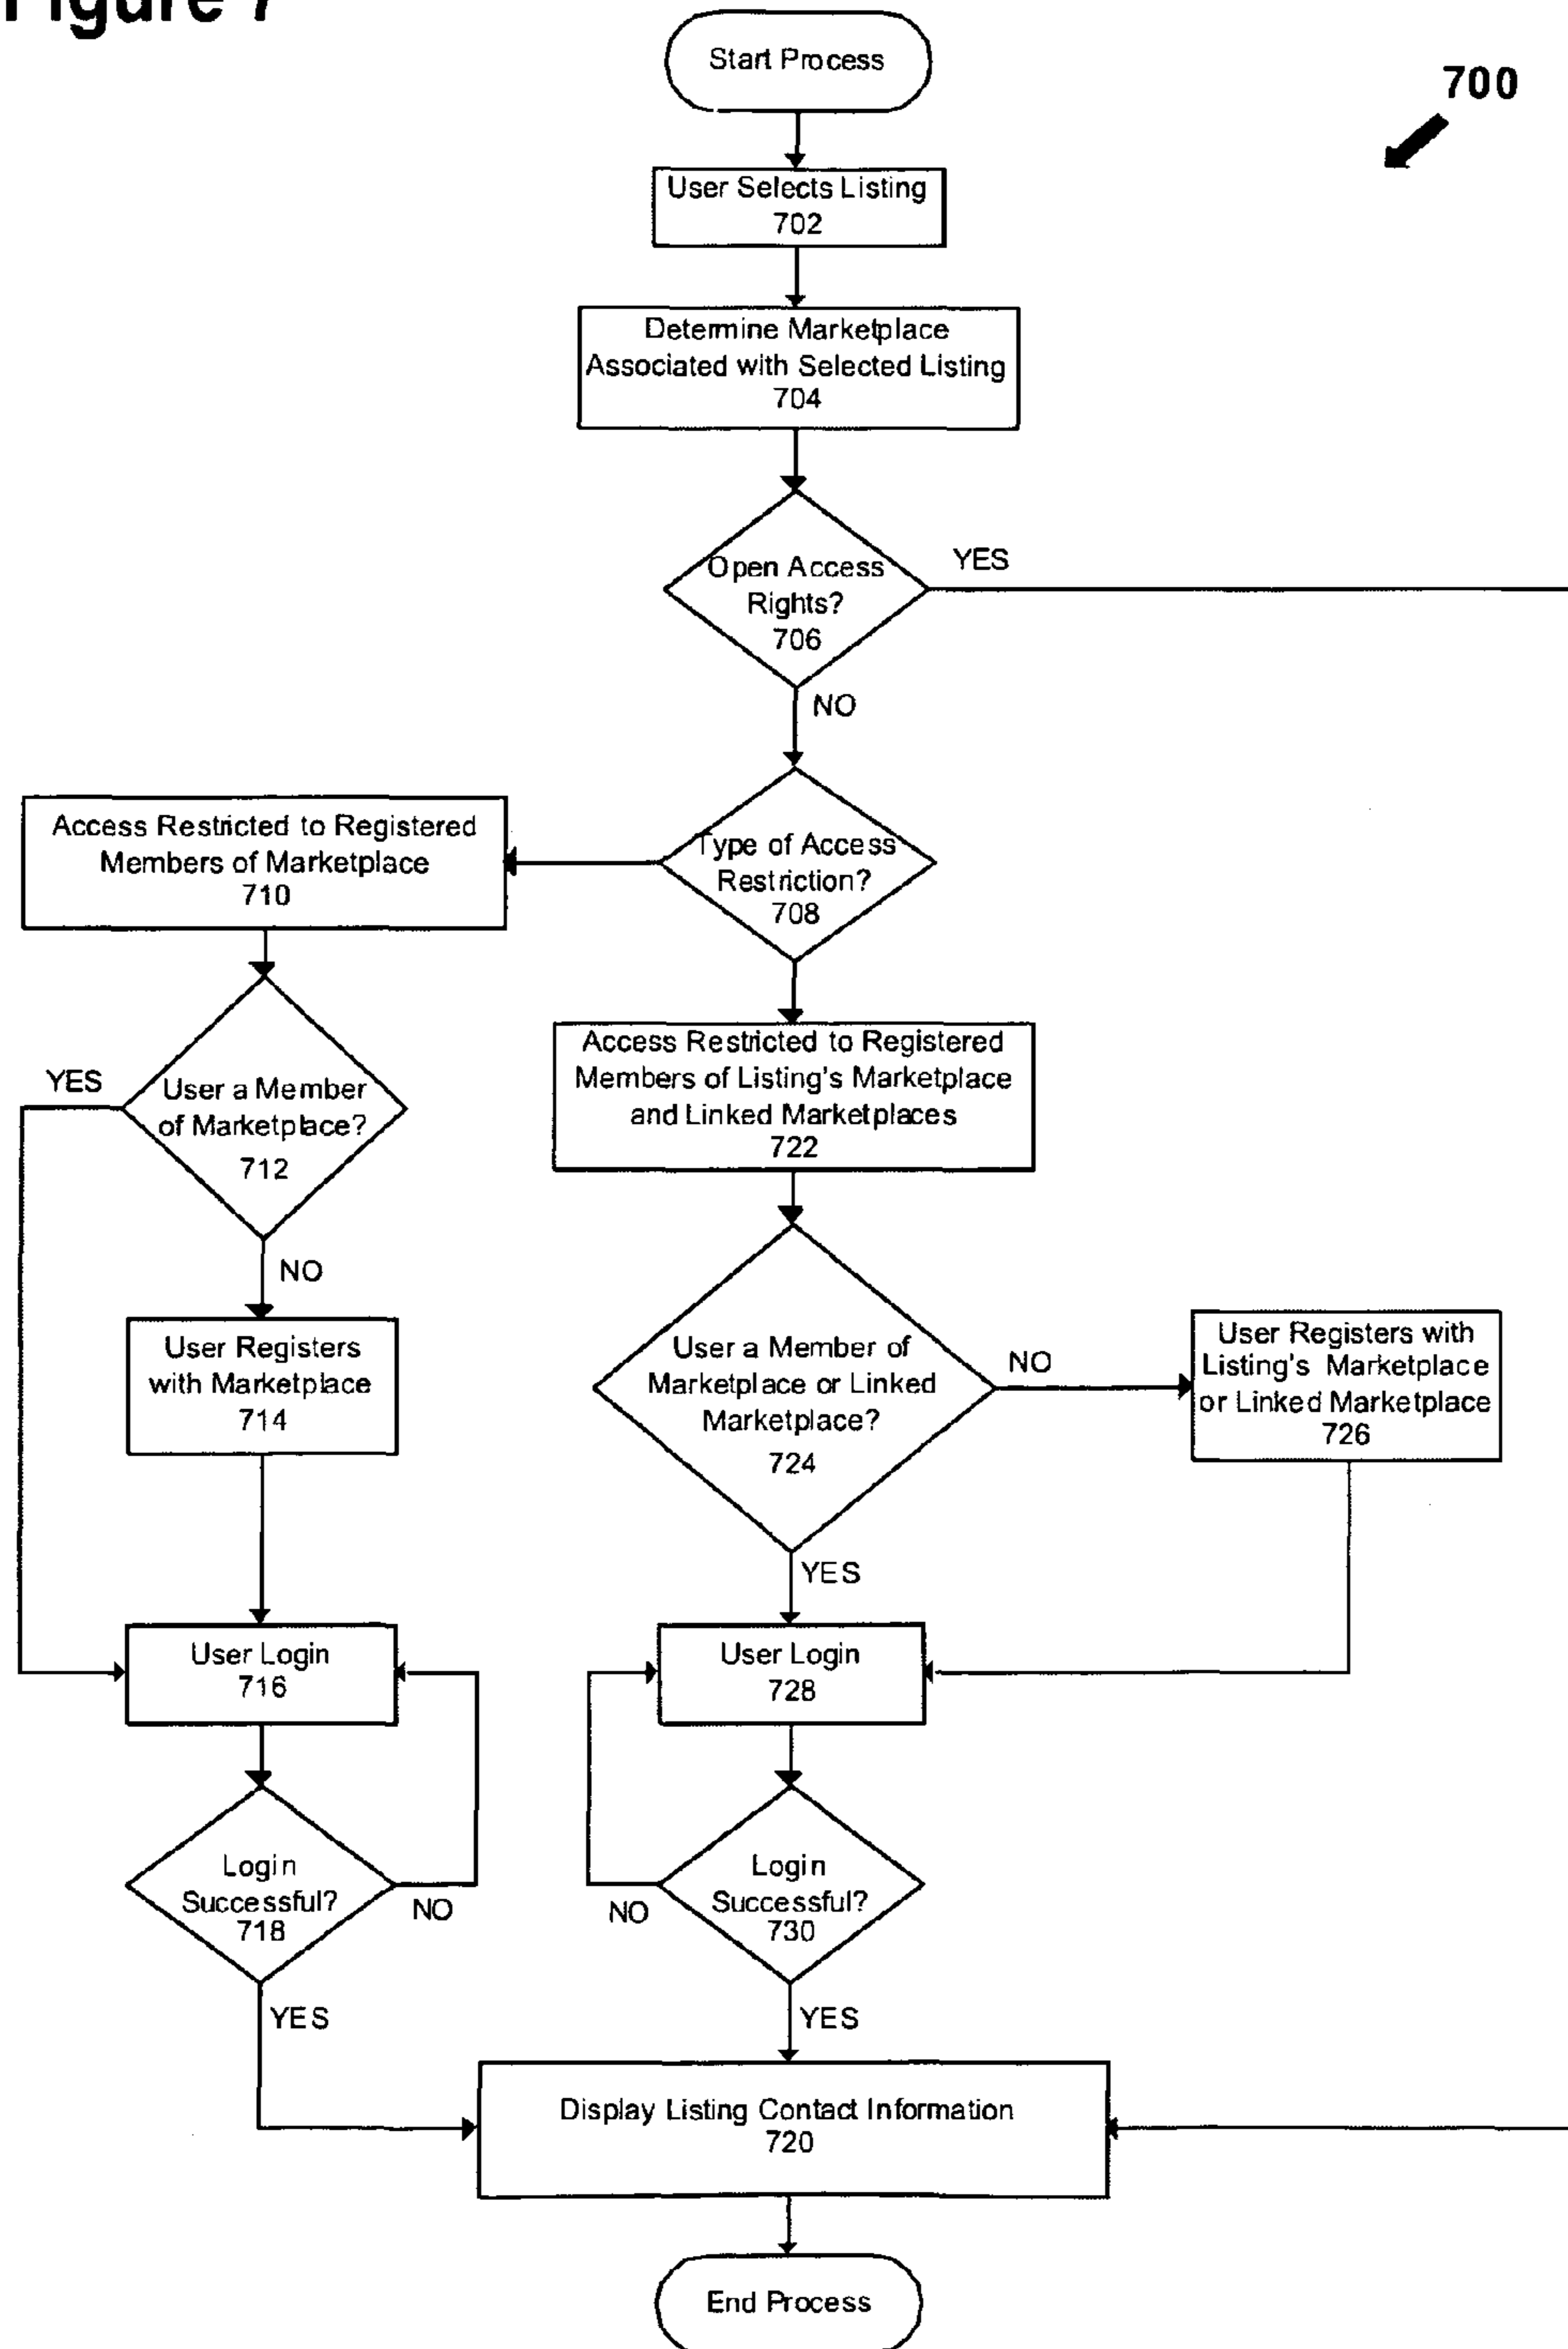 Figure 7
Start Process
700
User Selects Listing
702
Determine Marketplace
Associated with Selected Listing
704
Open Access
Rights?
706
YES
NO
Type of Access
Restriction?
708
Access Restricted to Registered
Members of Marketplace
710
User a Member
of Marketplace?
712
YES
NO
Access Restricted to Registered
Members of Listing's Marketplace
and Linked Marketplaces
722
User Registers
with Marketplace
714
User a Member of
Marketplace or Linked
Marketplace?
724
NO
YES
User Registers with
Listing's Marketplace
or Linked Marketplace
726
User Login
716
User Login
728
Login
Successful?
718
NO
YES
Login
Successful?
730
NO
YES
Display Listing Contact Information
720
End Process